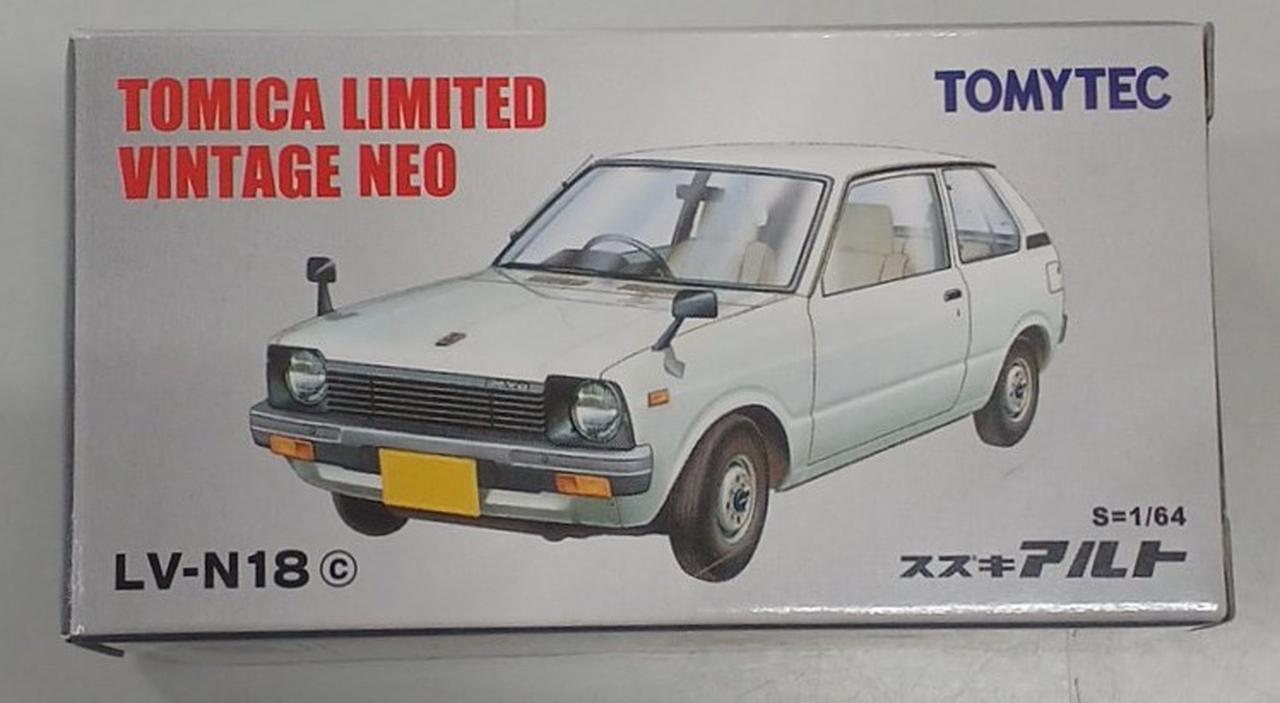 TOMICA LIMITED
VINTAGE NEO
TOMYTEC
LV-N18 ©
S=1/64
スズキアルト